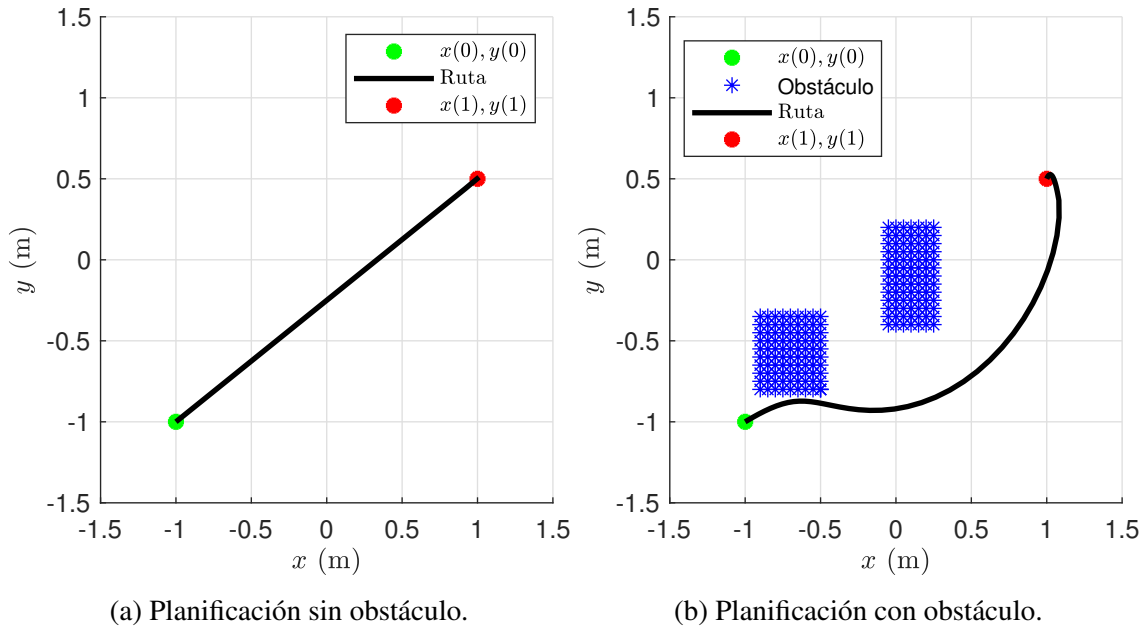 1.5
1
0.5
0
-0.5
-1
-1.5
y (m)
x(0), y(0)
Ruta
x(1), y(1)
-1.5 -1 -0.5 0 0.5 1 1.5
x (m)
(a) Planificación sin obstáculo.
1.5
1
0.5
0
-0.5
-1
-1.5
y (m)
x(0), y(0)
Obstáculo
Ruta
x(1), y(1)
-1.5 -1 -0.5 0 0.5 1 1.5
x (m)
(b) Planificación con obstáculo.